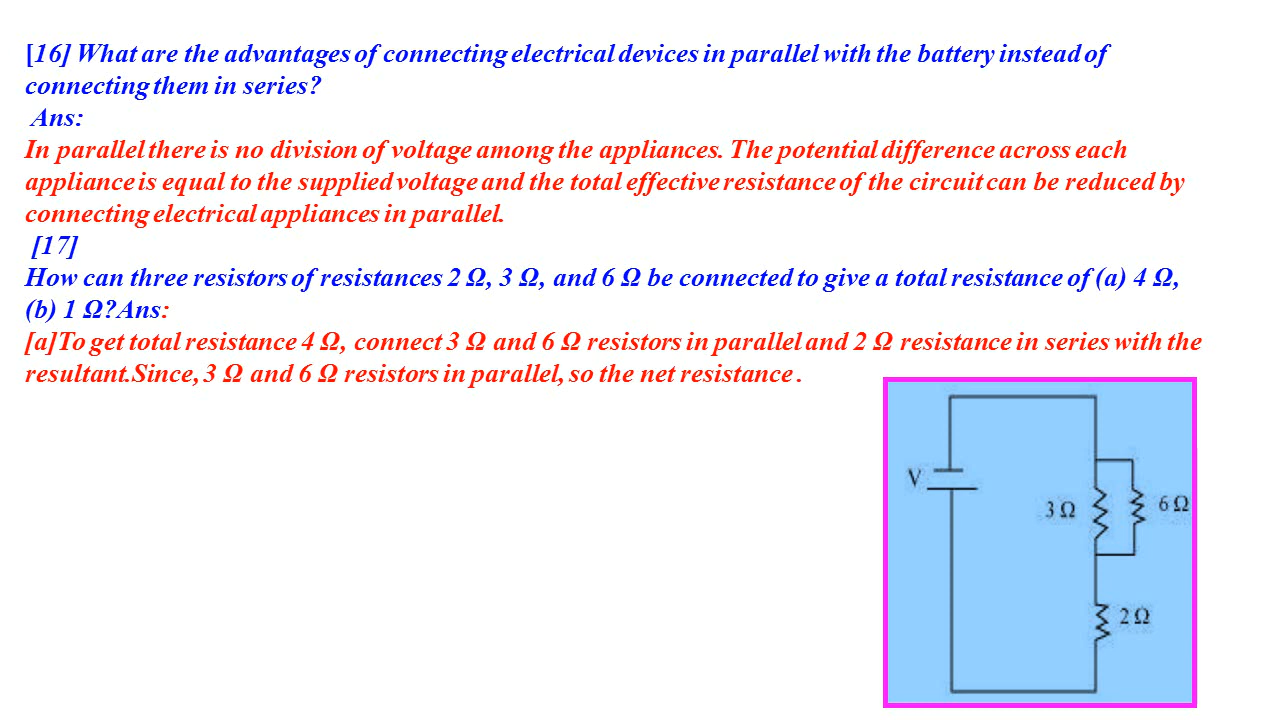 [16] What are the advantages of connecting electrical devices in parallel with the battery instead of
connecting them in series?
Ans:
In parallel there is no division of voltage among the appliances. The potential difference across each
appliance is equal to the supplied voltage and the total effective resistance of the circuit can be reduced by
connecting electrical appliances in parallel.
[17]
How can three resistors of resistances 2 Ω, 3 Ω, and 6 Ω be connected to give a total resistance of (a) 4 Ω,
(b) 1 Ω?Ans:
[a]To get total resistance 4 Ω, connect 3 Ω and 6 Ω resistors in parallel and 2 Ω resistance in series with the
resultant.Since, 3 Ω and 6 Ω resistors in parallel, so the net resistance .
V
3 Ω
6 Ω
2 Ω